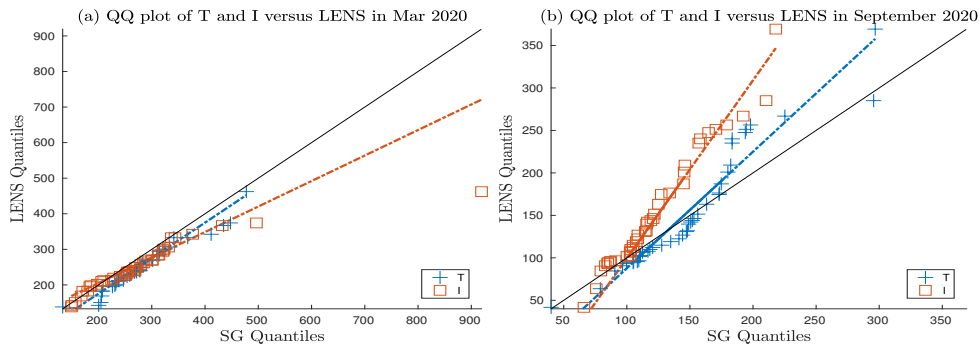 (a) QQ plot of T and I versus LENS in Mar 2020
900
800
700
600
500
400
300
200
LENS Quantiles
200 300 400 500 600 700 800 900
SG Quantiles
T
I
(b) QQ plot of T and I versus LENS in September 2020
350
300
250
200
150
100
50
LENS Quantiles
50 100 150 200 250 300 350
SG Quantiles
T
I